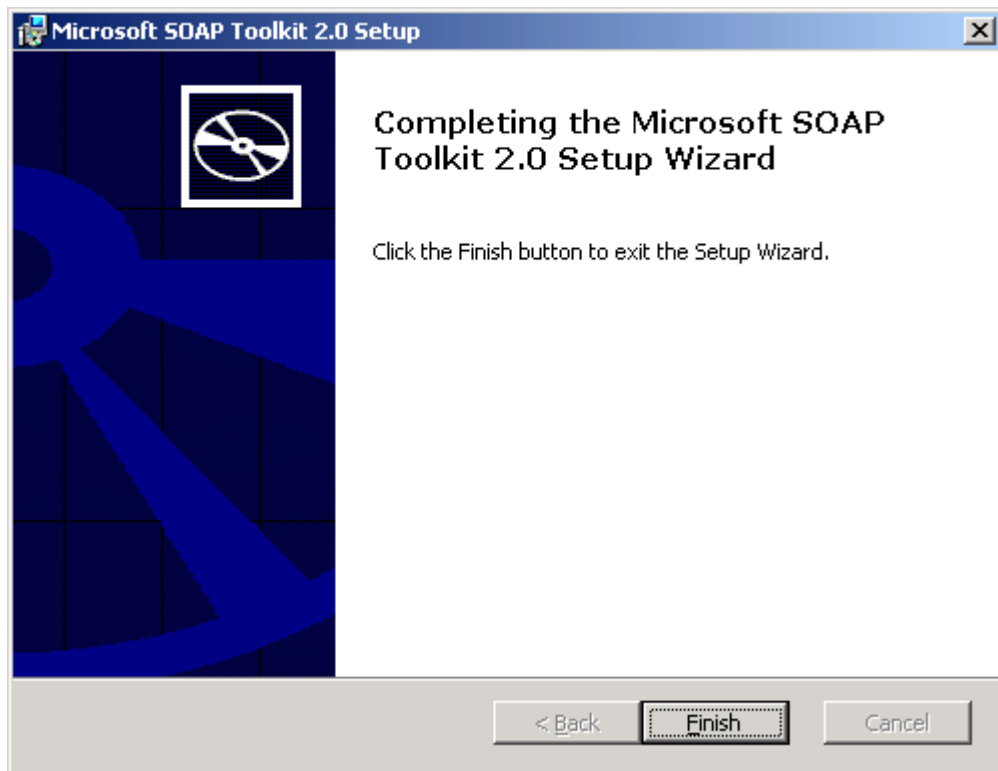 Microsoft SOAP Toolkit 2.0 Setup
Completing the Microsoft SOAP
Toolkit 2.0 Setup Wizard
Click the Finish button to exit the Setup Wizard.
< Back Finish Cancel